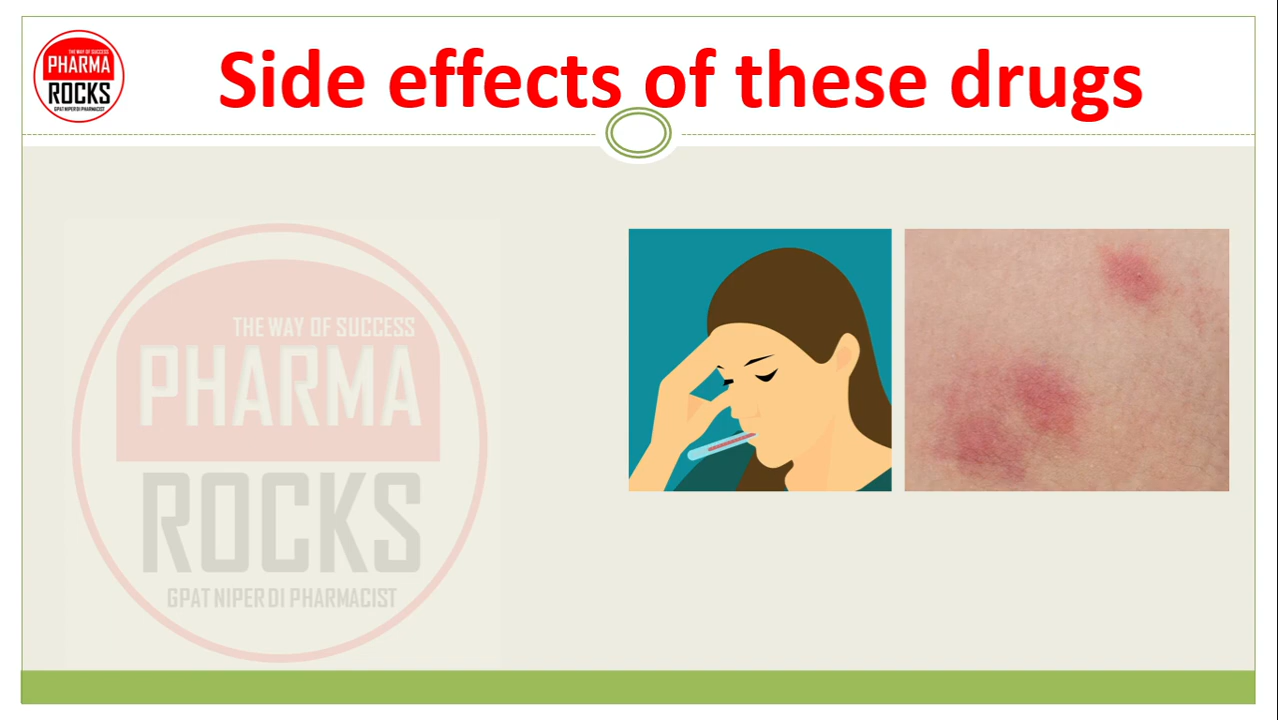 THE WAY OF SUCCESS
PHARMA
ROCKS
GPAT NIPER DI PHARMACIST
Side effects of these drugs
THE WAY OF SUCCESS
PHARMA
ROCKS
GPAT NIPER DI PHARMACIST